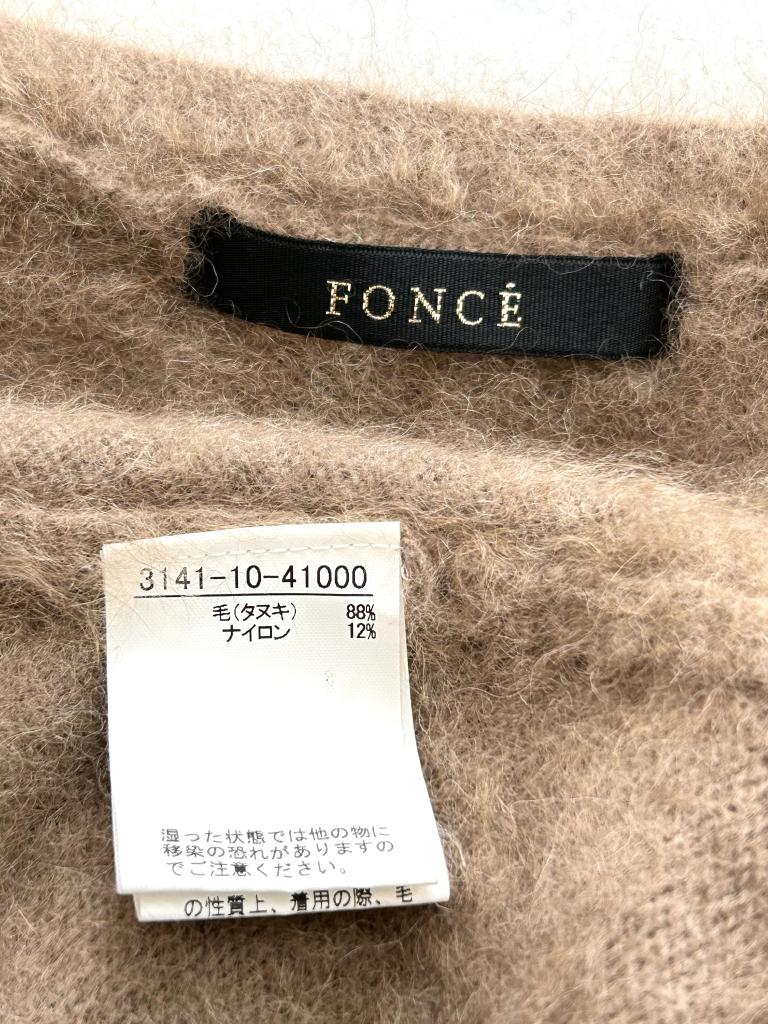 FONCÉ
3141-10-41000
毛(タヌキ) 88%
ナイロン 12%
湿った状態では他の物に
移染の恐れがありますの
でご注意ください。
の性質上、着用の際、毛